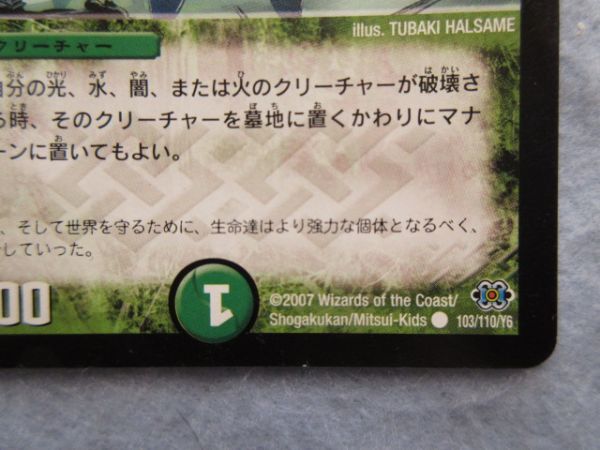 illus. TUBAKI HALSAME
クリーチャー
自分の光、水、闇、または火のクリーチャーが破壊さ
る時、そのクリーチャーを墓地に置くかわりにマナ
ーンに置いてもよい。
、そして世界を守るために、生命達はより強力な個体となるべく、
していった。
00
1
©2007 Wizards of the Coast/
Shogakukan/Mitsui-Kids 103/110/Y6